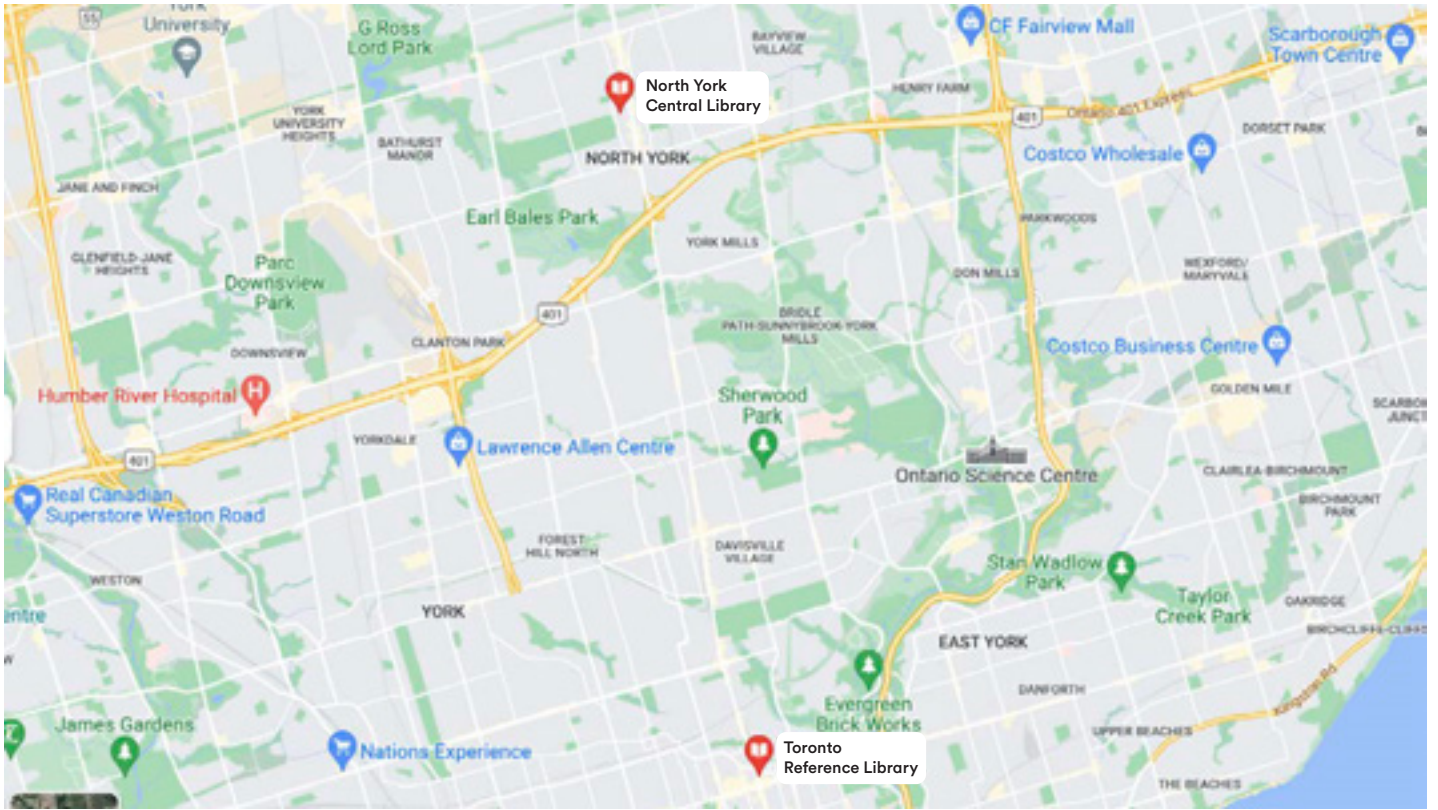 55
York
University
G Ross
Lord Park
BAYVIEW
VILLAGE
CF Fairview Mall
Scarborough
Town Centre
North York
Central Library
HENRY FARM
401
Ontario 401 Express
YORK
UNIVERSITY
HEIGHTS
BATHURST
MANOR
NORTH YORK
DORSET PARK
Costco Wholesale
JANE AND FINCH
Earl Bales Park
PARKWOODS
YORK MILLS
GLENFIELD-JANE
HEIGHTS
Parc
Downsview
Park
DON MILLS
WEXFORD/
MARYVALE
401
BRIDLE
PATH-SUNNYBROOK-YORK
MILLS
CLANTON PARK
DOWNSVIEW
Costco Business Centre
Humber River Hospital
H
Sherwood
Park
GOLDEN MILE
YORKDALE
Lawrence Allen Centre
401
Ontario Science Centre
CLAIRLEA-BIRCHMOUNT
Real Canadian
Superstore Weston Road
BIRCHMOUNT
PARK
FOREST
HILL NORTH
DAVISVILLE
VILLAGE
Stan Wadlow
Park
WESTON
Taylor
Creek Park
OAKRIDGE
entre
YORK
BIRCHCLIFFE-CLIFFS
EAST YORK
DANFORTH
Kingston Rd
Evergreen
Brick Works
James Gardens
UPPER BEACHES
Nations Experience
Toronto
Reference Library
THE BEACHES